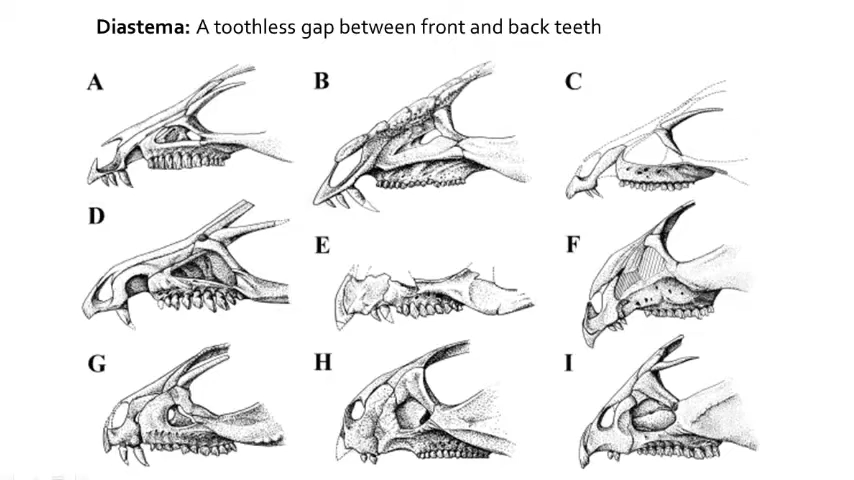 Diastema: A toothless gap between front and back teeth
A
B
C
D
E
F
G
H
I